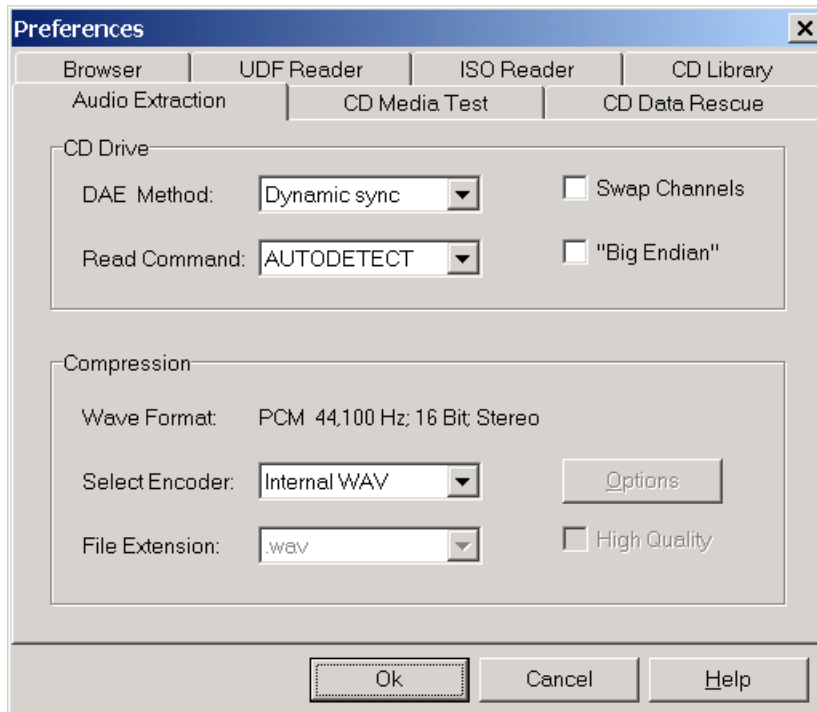 Preferences
Browser UDF Reader ISO Reader CD Library
Audio Extraction CD Media Test CD Data Rescue
CD Drive
DAE Method: Dynamic sync Swap Channels
Read Command: AUTODETECT "Big Endian"
Compression
Wave Format: PCM 44,100 Hz; 16 Bit; Stereo
Select Encoder: Internal WAV Options
File Extension: .wav High Quality
Ok Cancel Help